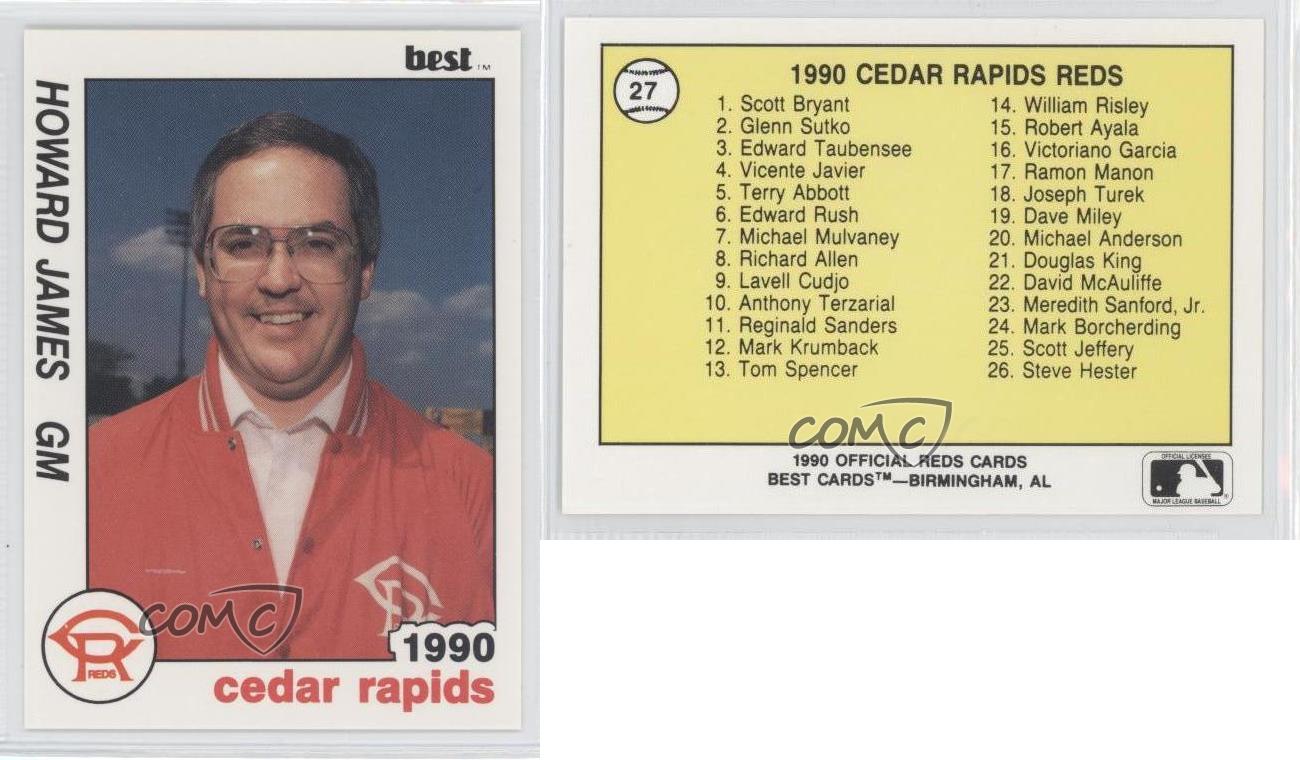 best ™
HOWARD JAMES GM
CR
REDS
COMC
CR
1990
cedar rapids
27
1990 CEDAR RAPIDS REDS
1. Scott Bryant
2. Glenn Sutko
3. Edward Taubensee
4. Vicente Javier
5. Terry Abbott
6. Edward Rush
7. Michael Mulvaney
8. Richard Allen
9. Lavell Cudjo
10. Anthony Terzarial
11. Reginald Sanders
12. Mark Krumback
13. Tom Spencer
14. William Risley
15. Robert Ayala
16. Victoriano Garcia
17. Ramon Manon
18. Joseph Turek
19. Dave Miley
20. Michael Anderson
21. Douglas King
22. David McAuliffe
23. Meredith Sanford, Jr.
24. Mark Borcherding
25. Scott Jeffery
26. Steve Hester
COMC
1990 OFFICIAL REDS CARDS
BEST CARDS™—BIRMINGHAM, AL
OFFICIAL LICENSEE
MAJOR LEAGUE BASEBALL ®